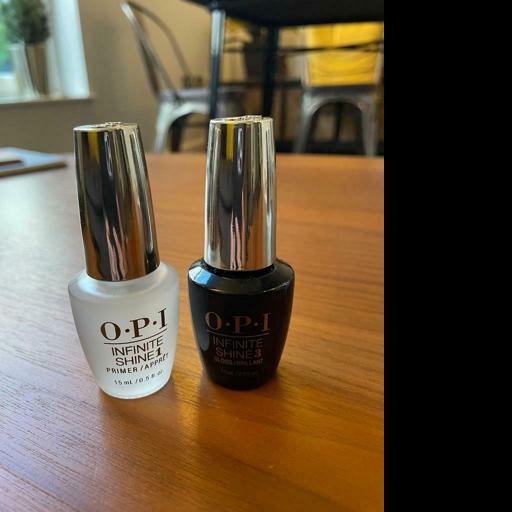 O·P·I
INFINITE
SHINE1
PRIMER/APPRÊT
15 mL/0.5 fl. oz.
O·P·I
INFINITE
SHINE3
GLOSS/BRILLANT